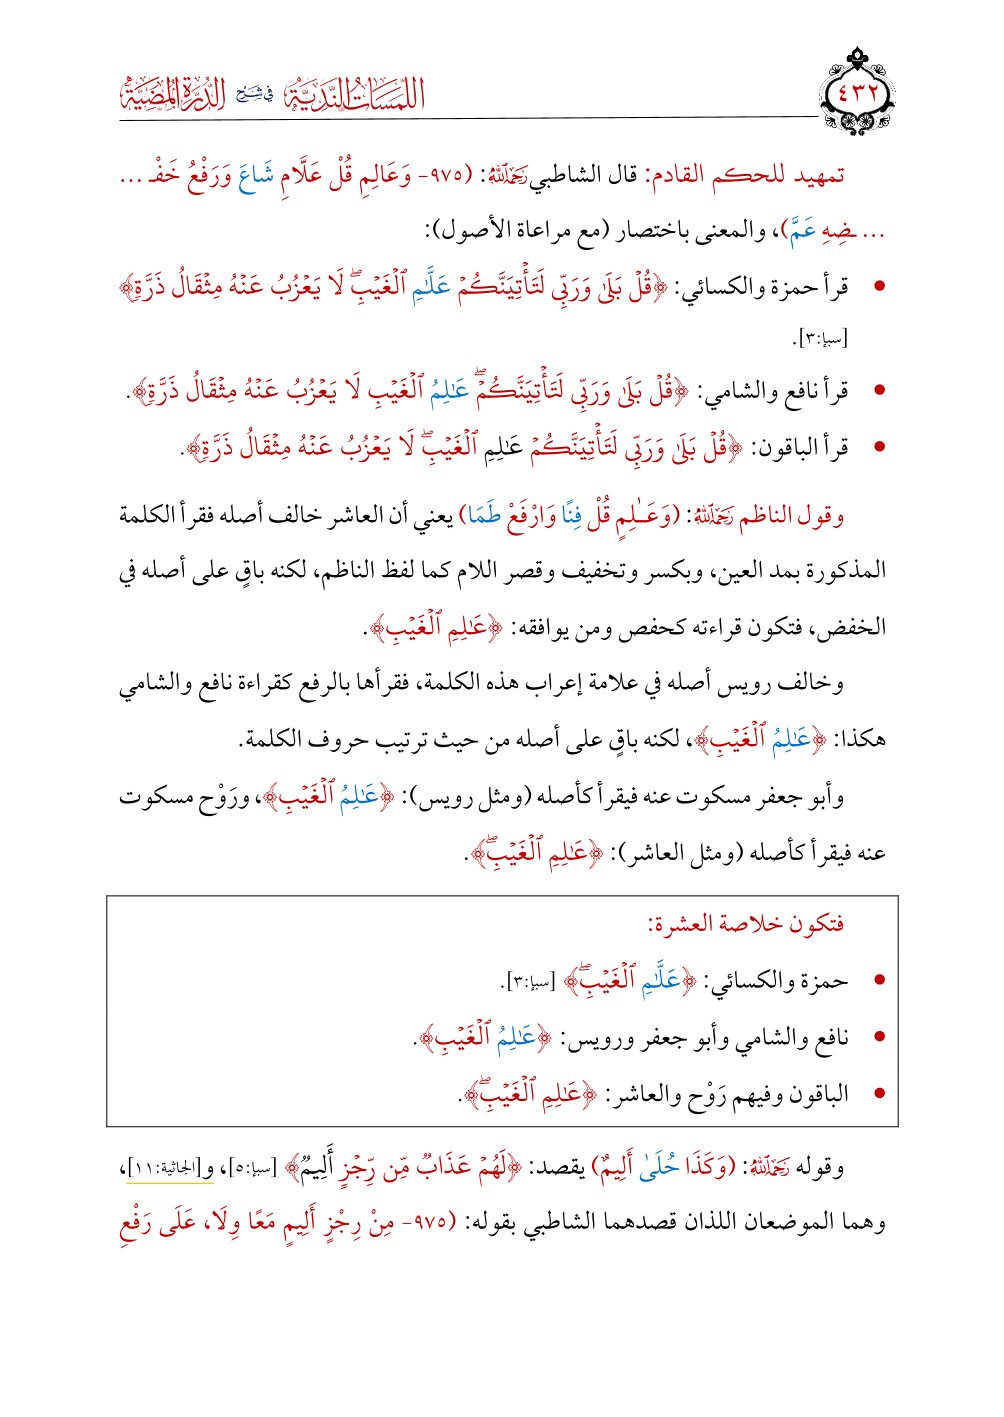 ٤٣٢
اللمسات الندية في شرح الدرة المضية
تمهيد للحكم القادم: قال الشاطبي رَحِمَهُ ٱللَّهُ: (٩٧٥- وَعَالِمِ قُلْ عَلَّامِ شَاعَ وَرَفْعُ خَفْـ ...
... ـضِهِ عَمَّ)، والمعنى باختصار (مع مراعاة الأصول):
• قرأ حمزة والكسائي: ﴿قُلۡ بَلَىٰ وَرَبِّي لَتَأۡتِيَنَّكُمۡ عَلَّٰمِ ٱلۡغَيۡبِۖ لَا يَعۡزُبُ عَنۡهُ مِثۡقَالُ ذَرَّةٖ﴾
[سبإ:٣].
• قرأ نافع والشامي: ﴿قُلۡ بَلَىٰ وَرَبِّي لَتَأۡتِيَنَّكُمۡۖ عَٰلِمُ ٱلۡغَيۡبِ لَا يَعۡزُبُ عَنۡهُ مِثۡقَالُ ذَرَّةٖ﴾.
• قرأ الباقون: ﴿قُلۡ بَلَىٰ وَرَبِّي لَتَأۡتِيَنَّكُمۡ عَٰلِمِ ٱلۡغَيۡبِۖ لَا يَعۡزُبُ عَنۡهُ مِثۡقَالُ ذَرَّةٖ﴾.
وقول الناظم رَحِمَهُ ٱللَّهُ: (وَعَـٰلِمٍ قُلْ فِنًا وَارْفَعْ طَمَا) يعني أن العاشر خالف أصله فقرأ الكلمة
المذكورة بمد العين، وبكسر وتخفيف وقصر اللام كما لفظ الناظم، لكنه باقٍ على أصله في
الخفض، فتكون قراءته كحفص ومن يوافقه: ﴿عَٰلِمِ ٱلۡغَيۡبِ﴾.
وخالف رويس أصله في علامة إعراب هذه الكلمة، فقرأها بالرفع كقراءة نافع والشامي
هكذا: ﴿عَٰلِمُ ٱلۡغَيۡبِ﴾، لكنه باقٍ على أصله من حيث ترتيب حروف الكلمة.
وأبو جعفر مسكوت عنه فيقرأ كأصله (ومثل رويس): ﴿عَٰلِمُ ٱلۡغَيۡبِ﴾، ورَوْح مسكوت
عنه فيقرأ كأصله (ومثل العاشر): ﴿عَٰلِمِ ٱلۡغَيۡبِۖ﴾.
فتكون خلاصة العشرة:
• حمزة والكسائي: ﴿عَلَّٰمِ ٱلۡغَيۡبِۖ﴾ [سبإ:٣].
• نافع والشامي وأبو جعفر ورويس: ﴿عَٰلِمُ ٱلۡغَيۡبِ﴾.
• الباقون وفيهم رَوْح والعاشر: ﴿عَٰلِمِ ٱلۡغَيۡبِۖ﴾.
وقوله رَحِمَهُ ٱللَّهُ: (وَكَذَا حُلَىٰ أَلِيمٌ) يقصد: ﴿لَهُمۡ عَذَابٞ مِّن رِّجۡزٍ أَلِيمٞ﴾ [سبإ:٥]، و[الجاثية:١١]،
وهما الموضعان اللذان قصدهما الشاطبي بقوله: (٩٧٥- مِنْ رِجْزٍ أَلِيمٍ مَعًا وِلَا، عَلَى رَفْعِ